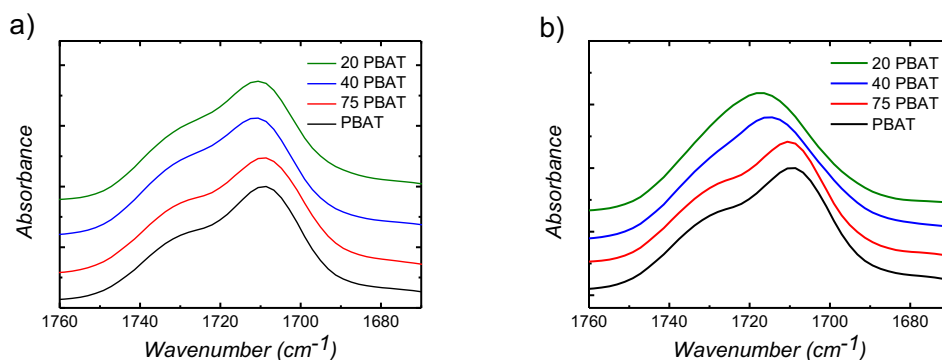 a)
20 PBAT
40 PBAT
75 PBAT
PBAT
Absorbance
1760 1740 1720 1700 1680
Wavenumber (cm-1)
b)
20 PBAT
40 PBAT
75 PBAT
PBAT
Absorbance
1760 1740 1720 1700 1680
Wavenumber (cm-1)